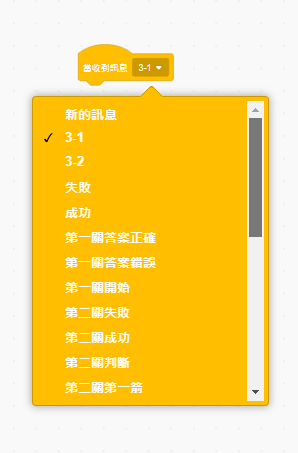 當收到訊息 3-1
新的訊息
3-1
3-2
失敗
成功
第一關答案正確
第一關答案錯誤
第一關開始
第二關失敗
第二關成功
第二關判斷
第二關第一箭